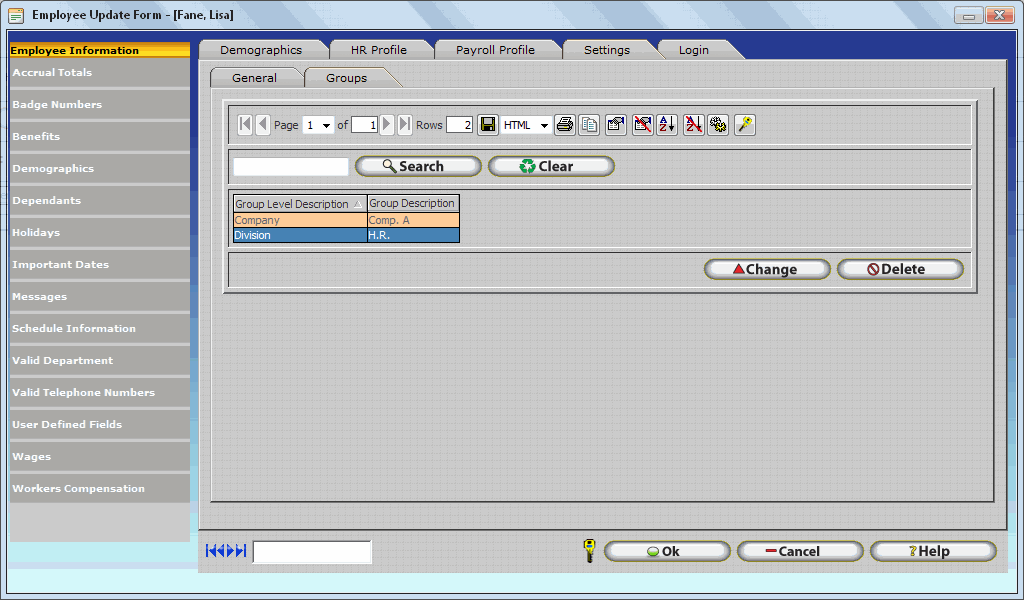 Employee Update Form - [Fane, Lisa]
Employee Information
Accrual Totals
Badge Numbers
Benefits
Demographics
Dependants
Holidays
Important Dates
Messages
Schedule Information
Valid Department
Valid Telephone Numbers
User Defined Fields
Wages
Workers Compensation
Demographics HR Profile Payroll Profile Settings Login
General Groups
Page 1 of 1 Rows 2 HTML
Search Clear
Group Level Description Group Description
Company Comp. A
Division H.R.
Change Delete
Ok Cancel ?Help